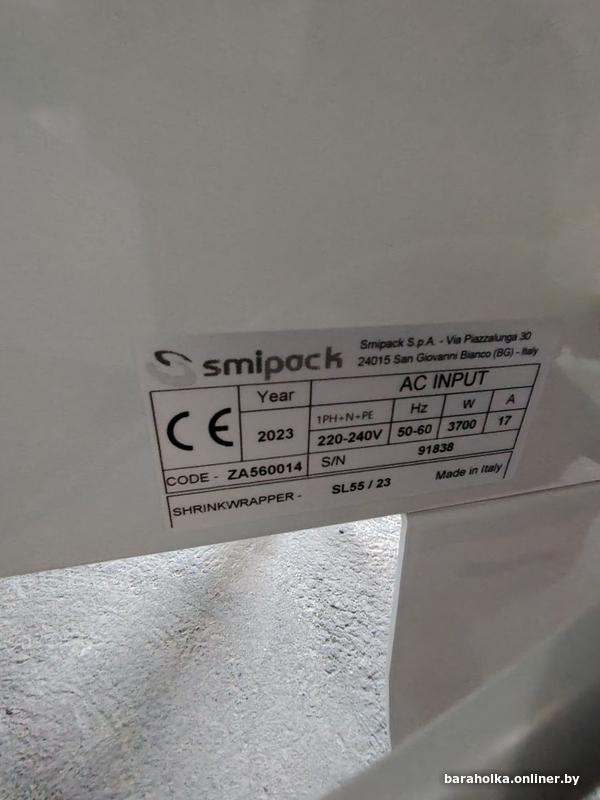 smipack
Smipack S.p.A. - Via Piazzalunga 30
24015 San Giovanni Bianco (BG) - Italy
CE
Year
2023
AC INPUT
1PH+N+PE Hz W A
220-240V 50-60 3700 17
CODE - ZA560014 S/N 91838
SHRINKWRAPPER - SL55 / 23 Made in Italy
baraholka.onliner.by